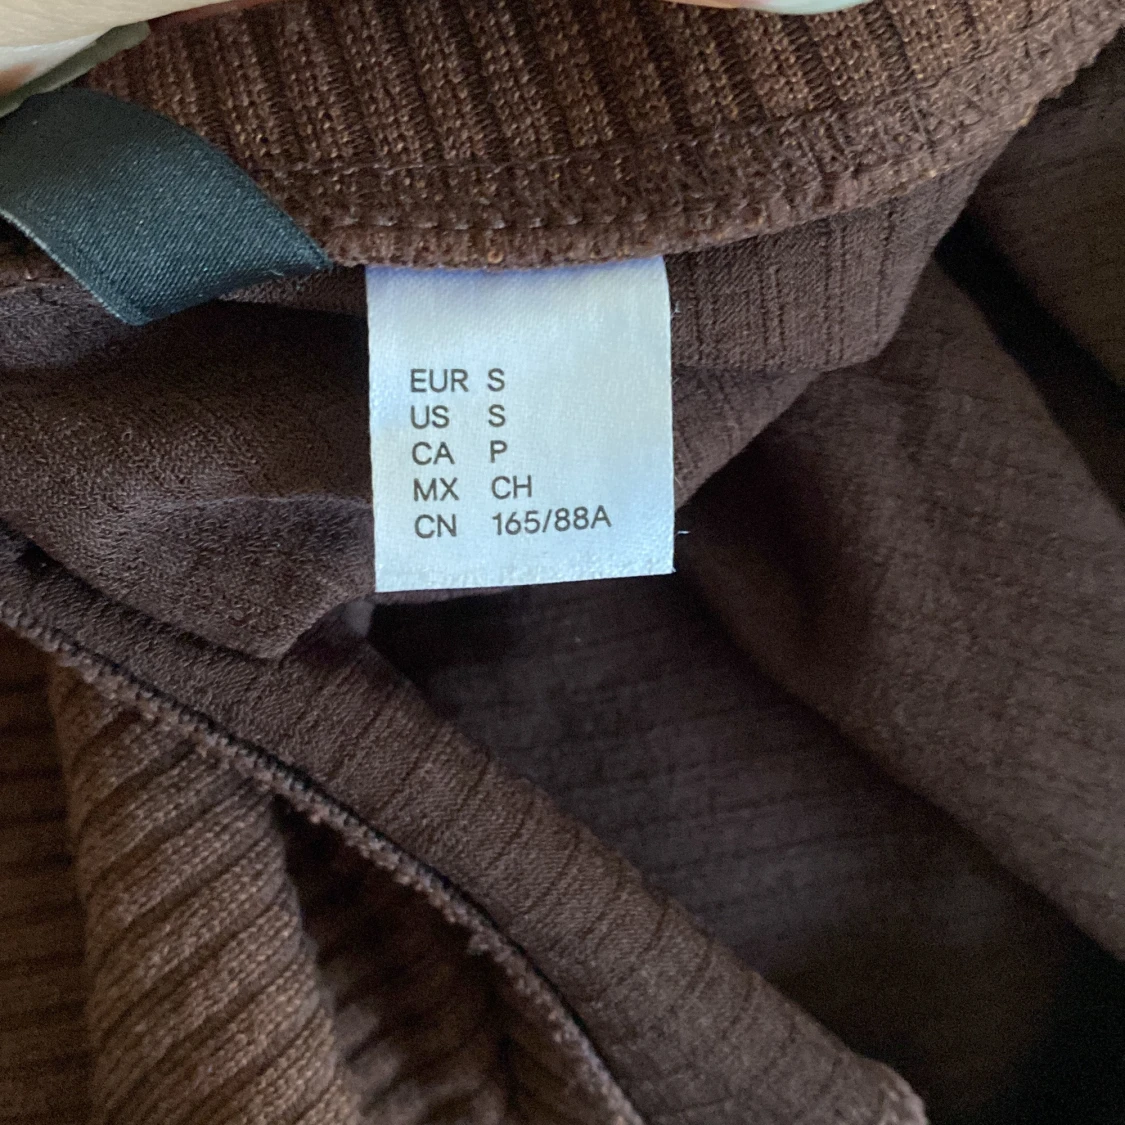 EUR S
US S
CA P
MX CH
CN 165/88A